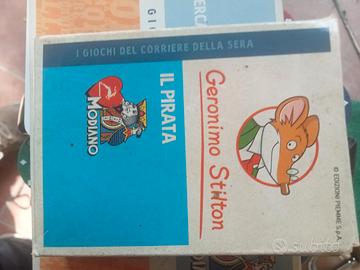 I GIOCHI DEL CORRIERE DELLA SERA
Geronimo Stilton
IL PIRATA
MODIANO
© EDIZIONI PIEMME S.p.A.